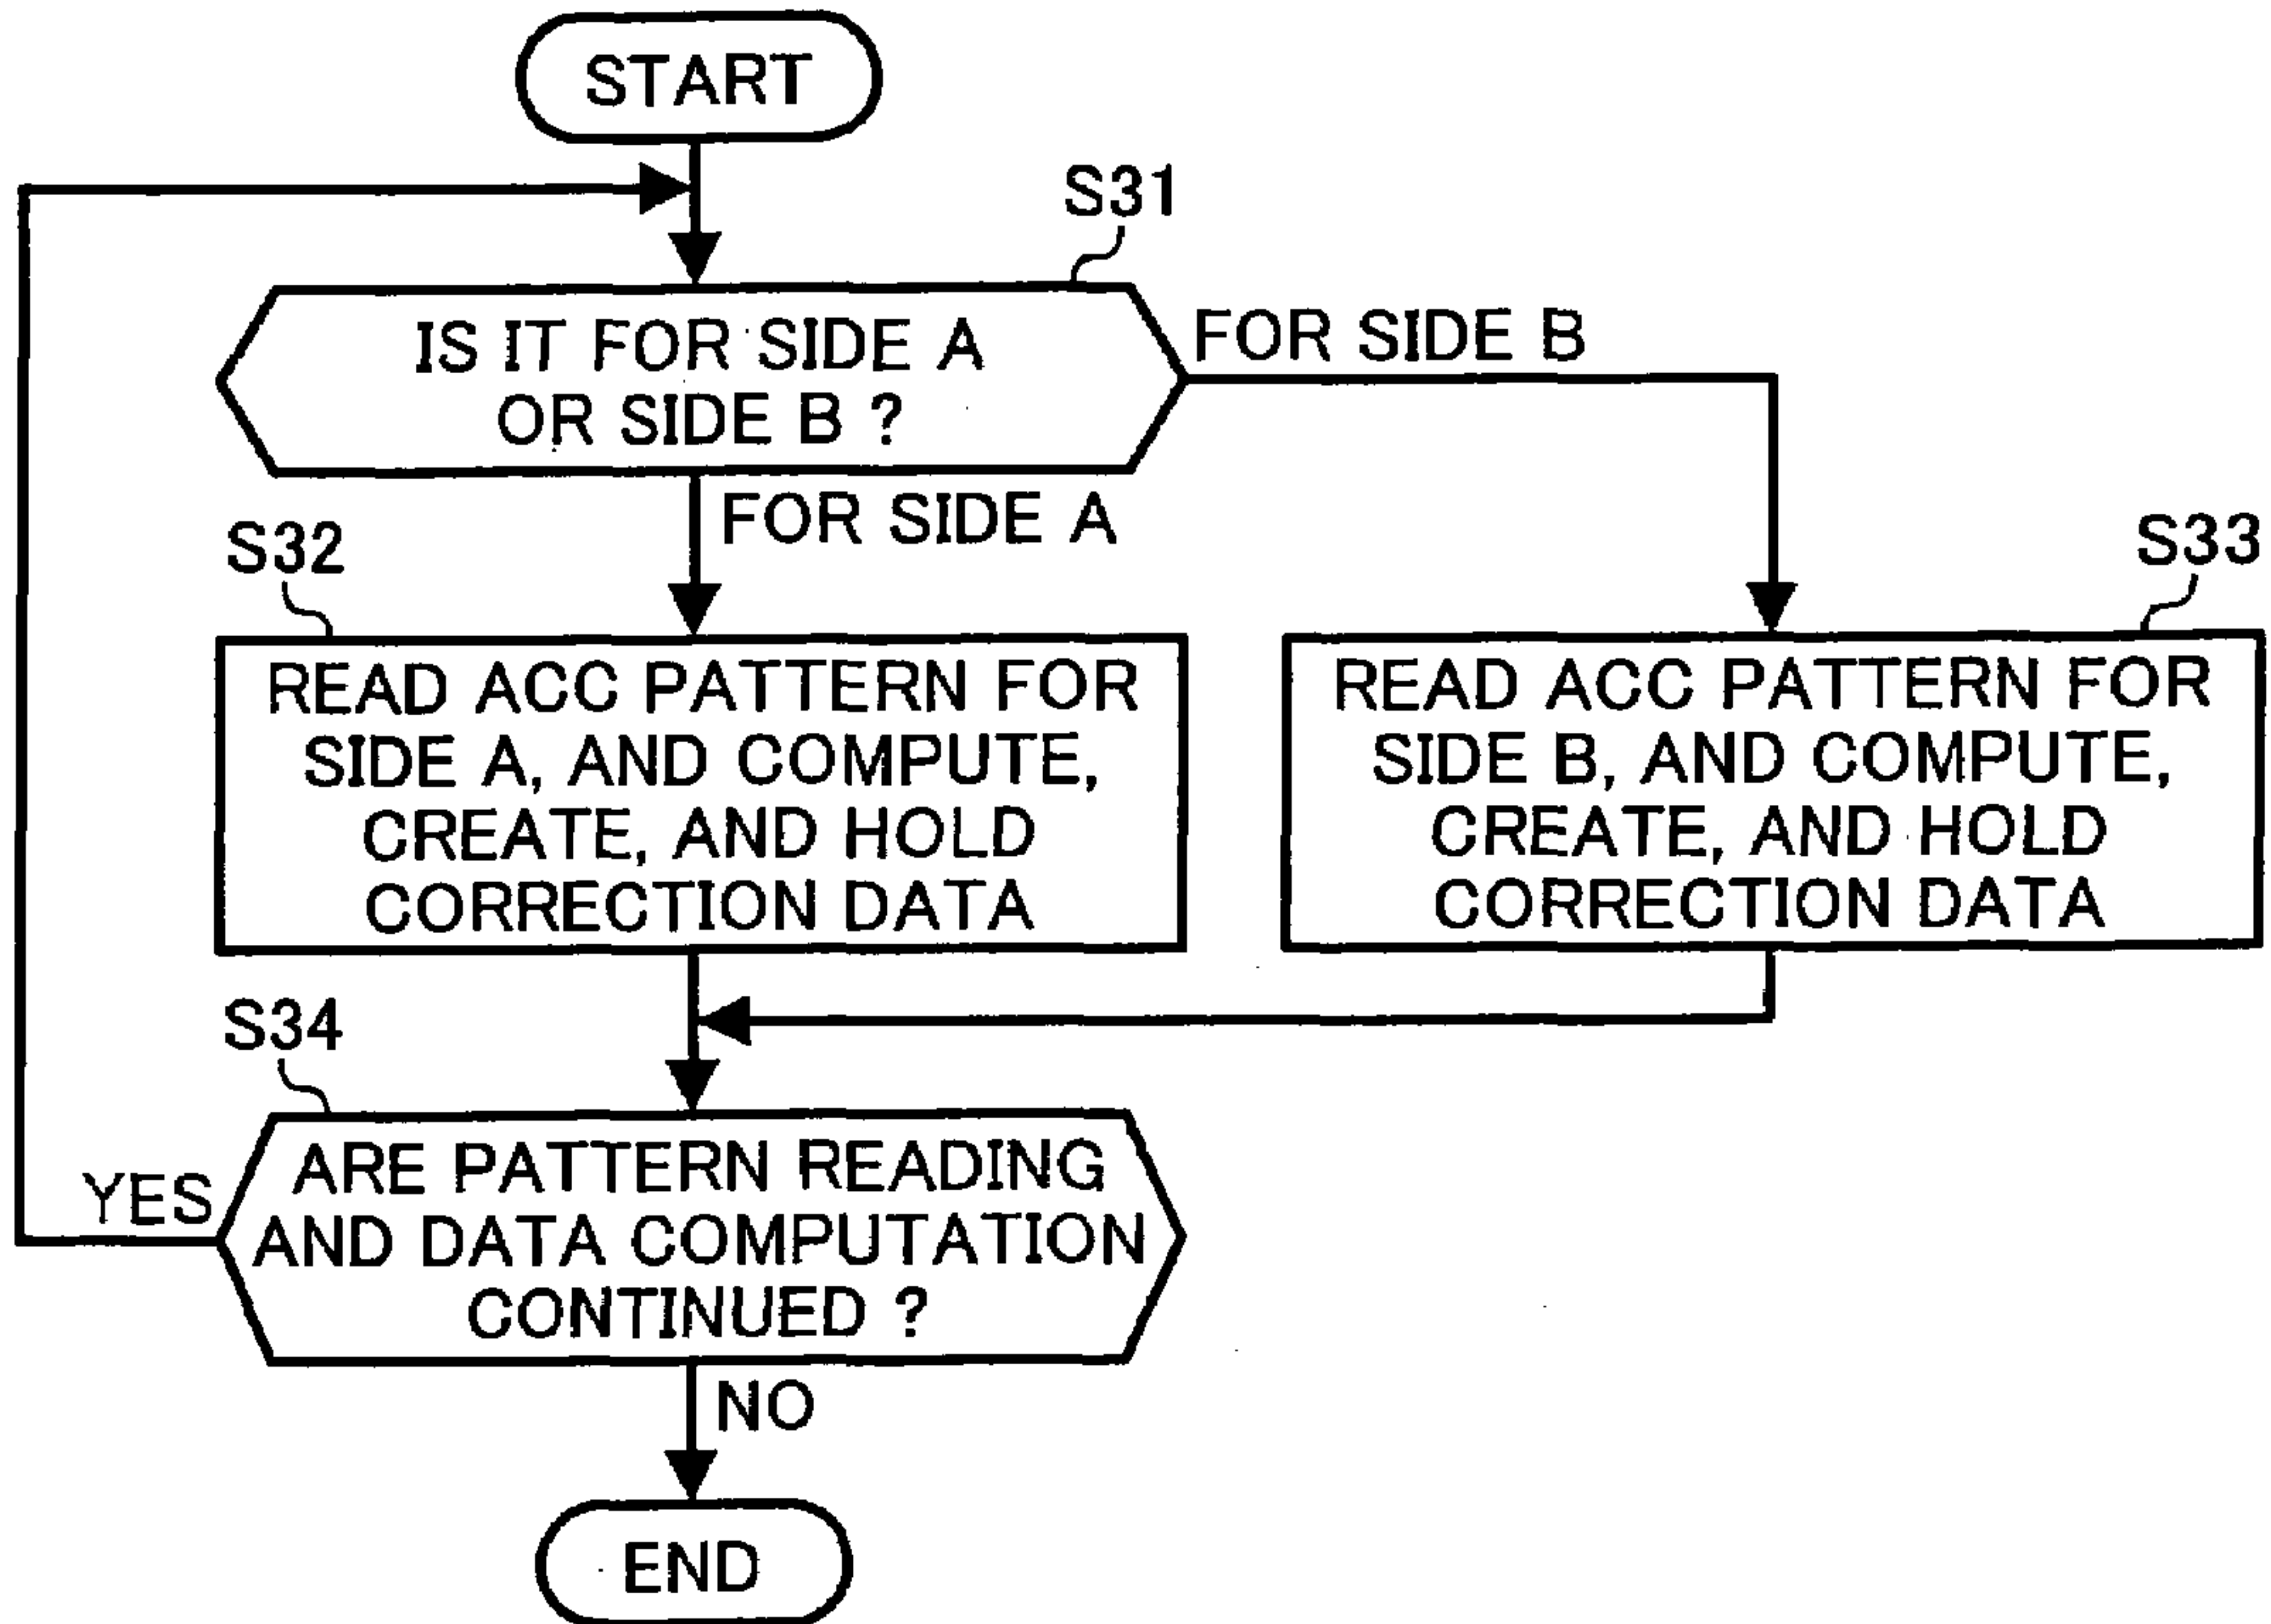 START
S31
IS IT FOR SIDE A
OR SIDE B ?
FOR SIDE B
FOR SIDE A
S32
READ ACC PATTERN FOR
SIDE A, AND COMPUTE,
CREATE, AND HOLD
CORRECTION DATA
S33
READ ACC PATTERN FOR
SIDE B, AND COMPUTE,
CREATE, AND HOLD
CORRECTION DATA
S34
ARE PATTERN READING
AND DATA COMPUTATION
CONTINUED ?
YES
NO
END